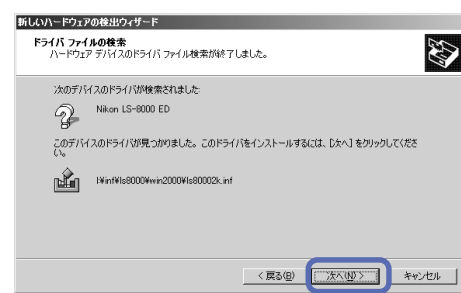 新しいハードウェアの検出ウィザード
ドライバ ファイルの検索
ハードウェア デバイスのドライバ ファイル検索が終了しました。
次のデバイスのドライバが検索されました:
Nikon LS-8000 ED
このデバイスのドライバが見つかりました。このドライバをインストールするには、[次へ] をクリックしてくださ
い。
l:¥inf¥ls8000¥win2000¥ls80002k.inf
< 戻る(B)
次へ(N) >
キャンセル